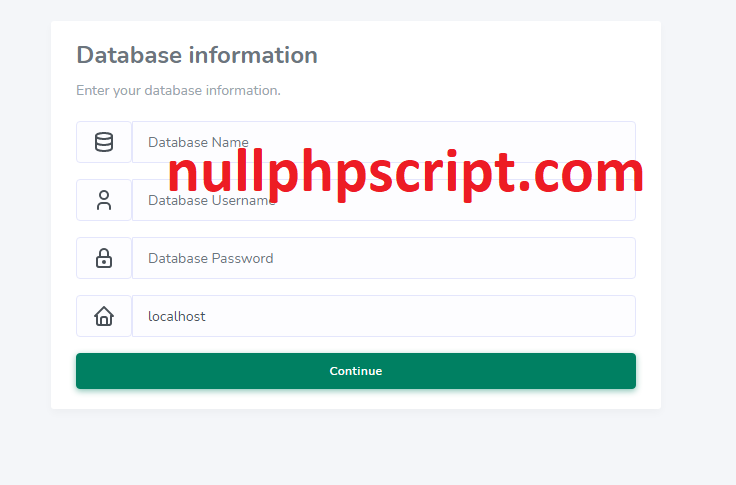 Database information
Enter your database information.
Database Name
nullphpscript.com
Database Username
Database Password
localhost
Continue